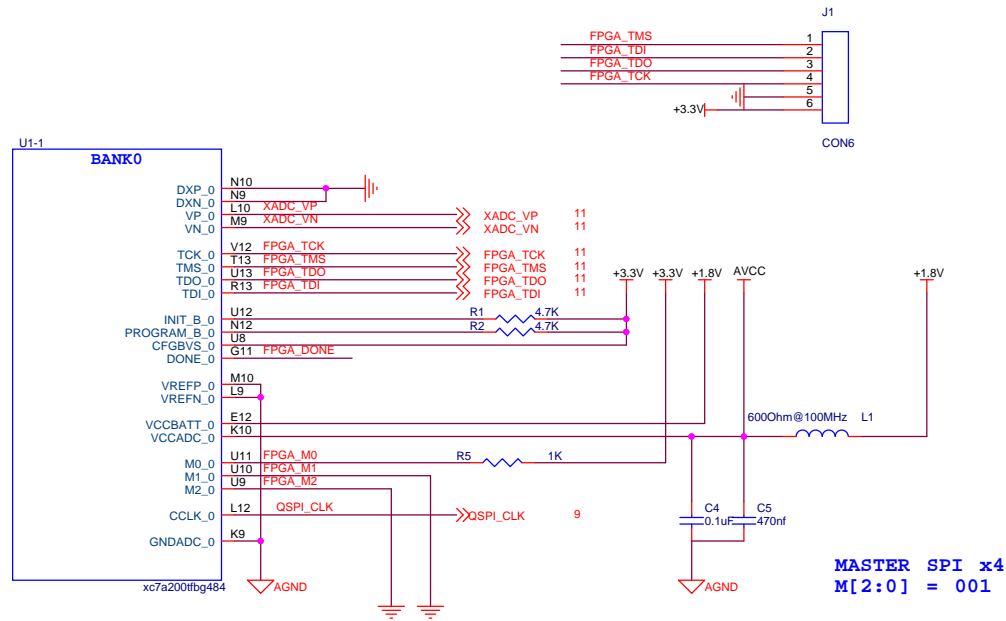 J1
FPGA_TMS 1
FPGA_TDI 2
FPGA_TDO 3
FPGA_TCK 4
5
+3.3V 6
CON6
U1-1
BANK0
DXP_0 N10
DXN_0 N9
VP_0 L10 XADC_VP XADC_VP 11
VN_0 M9 XADC_VN XADC_VN 11
TCK_0 V12 FPGA_TCK FPGA_TCK 11
TMS_0 T13 FPGA_TMS FPGA_TMS 11
TDO_0 U13 FPGA_TDO FPGA_TDO 11
TDI_0 R13 FPGA_TDI FPGA_TDI 11
+3.3V +3.3V +1.8V AVCC +1.8V
INIT_B_0 U12 R1 4.7K
PROGRAM_B_0 N12 R2 4.7K
CFGBVS_0 U8
DONE_0 G11 FPGA_DONE
VREFP_0 M10
VREFN_0 L9
VCCBATT_0 E12 600Ohm@100MHz L1
VCCADC_0 K10
M0_0 U11 FPGA_M0 R5 1K
M1_0 U10 FPGA_M1
M2_0 U9 FPGA_M2
CCLK_0 L12 QSPI_CLK QSPI_CLK 9
C4 C5
0.1uF 470nf
GNDADC_0 K9
xc7a200tfbg484
AGND AGND
MASTER SPI x4
M[2:0] = 001